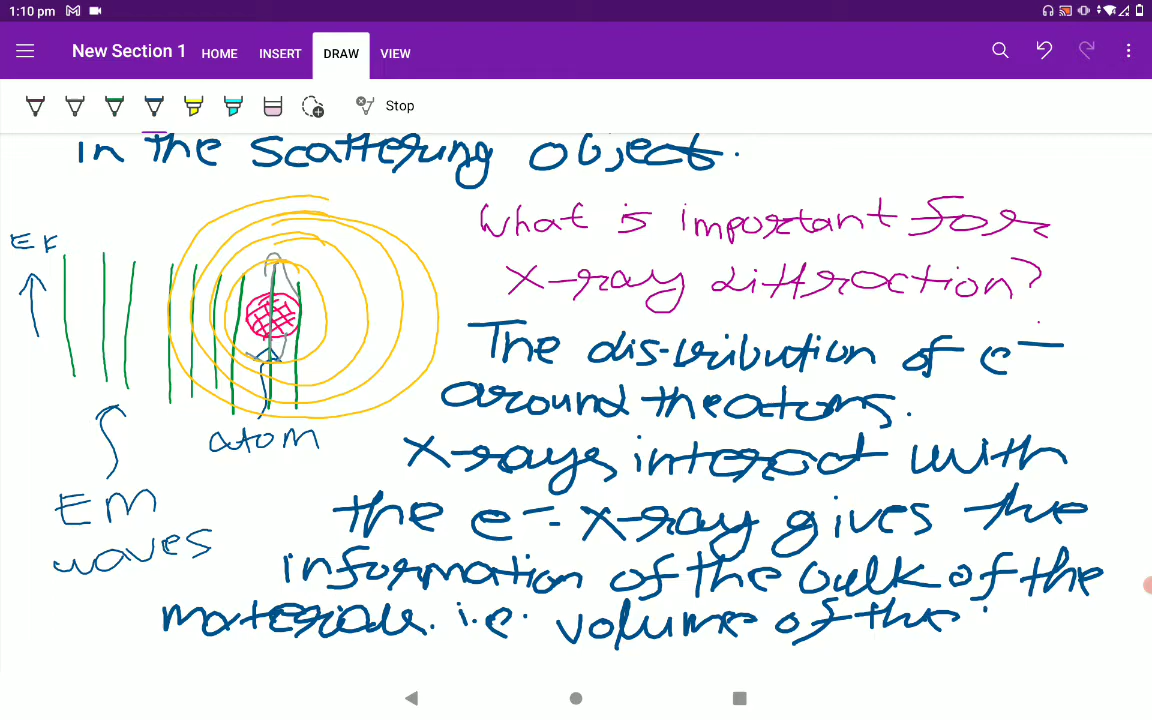 1:10 pm
New Section 1 HOME INSERT DRAW VIEW
Stop
in the scattering object.
What is important for
X-ray diffraction?
The distribution of e⁻
around the atoms.
X-rays interact with
the e⁻. X-ray gives the
information of the bulk of the
materials. i.e. volume of the
atom
EM
waves